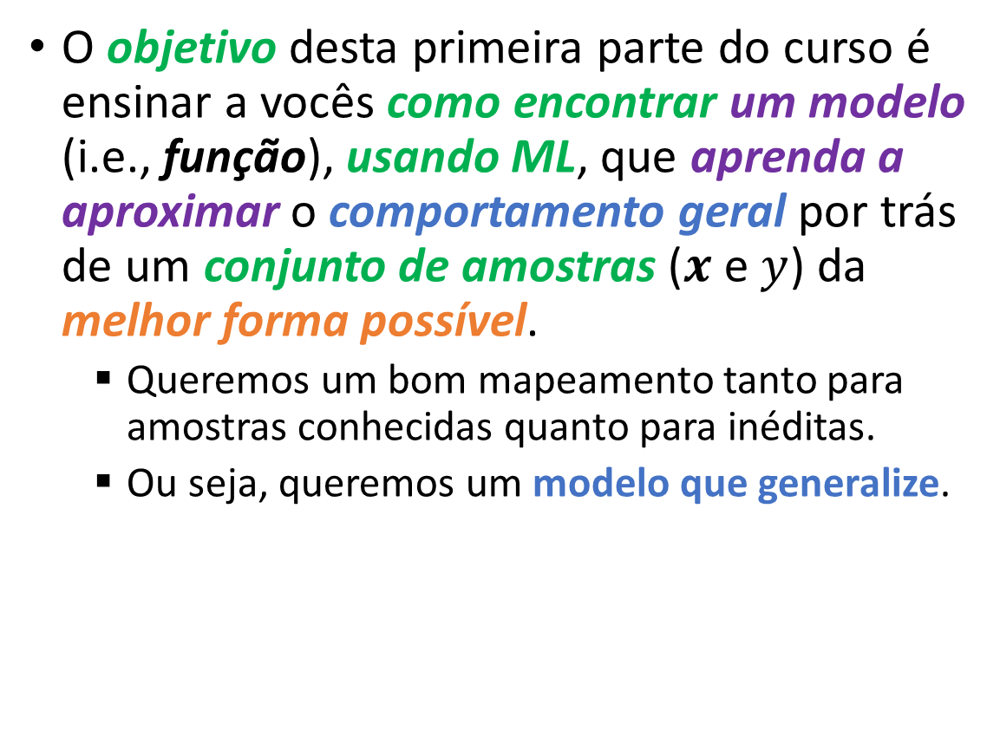 • O objetivo desta primeira parte do curso é
ensinar a vocês como encontrar um modelo
(i.e., função), usando ML, que aprenda a
aproximar o comportamento geral por trás
de um conjunto de amostras (𝒙 e 𝑦) da
melhor forma possível.
▪ Queremos um bom mapeamento tanto para
amostras conhecidas quanto para inéditas.
▪ Ou seja, queremos um modelo que generalize.